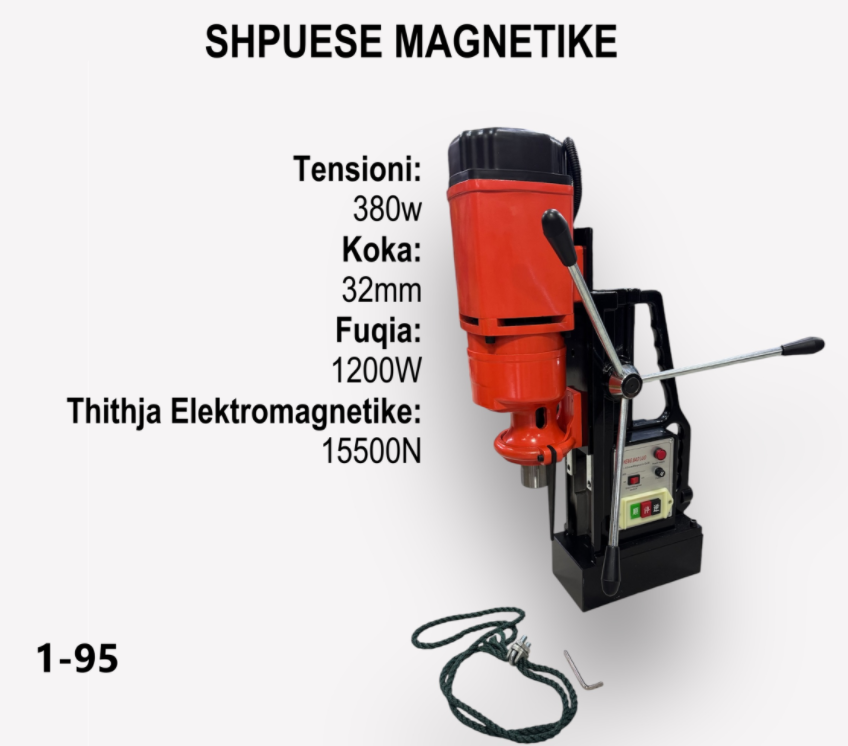 SHPUESE MAGNETIKE
Tensioni:
380w
Koka:
32mm
Fuqia:
1200W
Thithja Elektromagnetike:
15500N
1-95